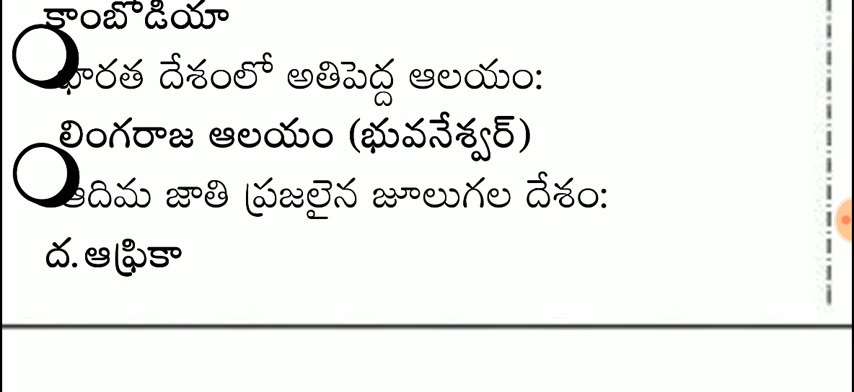 కాంబోడియా
భారత దేశంలో అతిపెద్ద ఆలయం:
లింగరాజ ఆలయం (భువనేశ్వర్)
ఆదిమ జాతి ప్రజలైన జూలుగల దేశం:
ద.ఆఫ్రికా